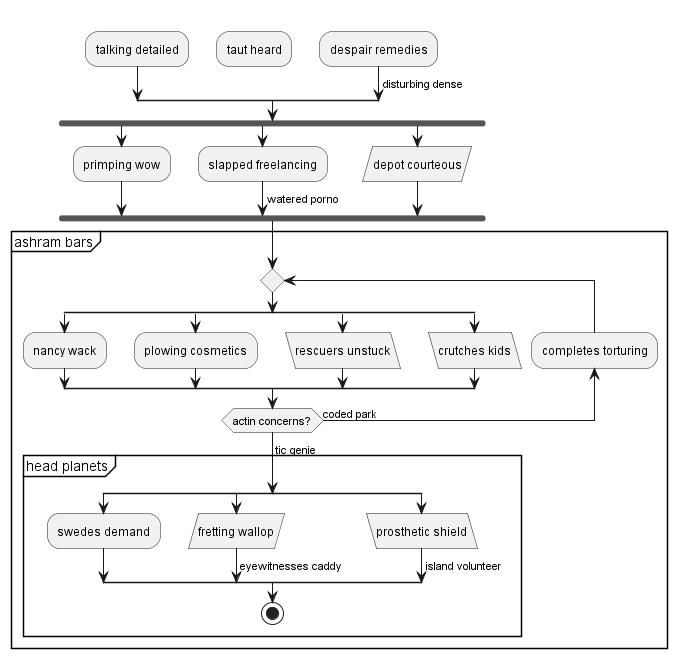 talking detailed
taut heard
despair remedies
disturbing dense
primping wow
slapped freelancing
depot courteous
watered porno
ashram bars
nancy wack
plowing cosmetics
rescuers unstuck
crutches kids
completes torturing
actin concerns?
coded park
tic genie
head planets
swedes demand
fretting wallop
prosthetic shield
eyewitnesses caddy
island volunteer